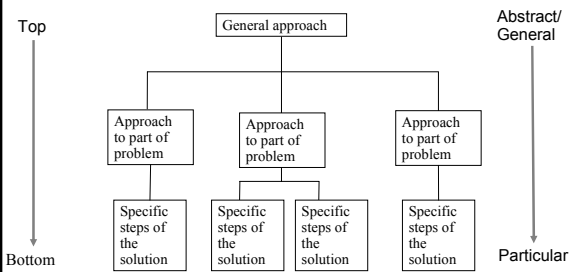 Top
General approach
Abstract/
General
Approach
to part of
problem
Approach
to part of
problem
Approach
to part of
problem
Specific
steps of
the
solution
Specific
steps of
the
solution
Specific
steps of
the
solution
Specific
steps of
the
solution
Bottom
Particular